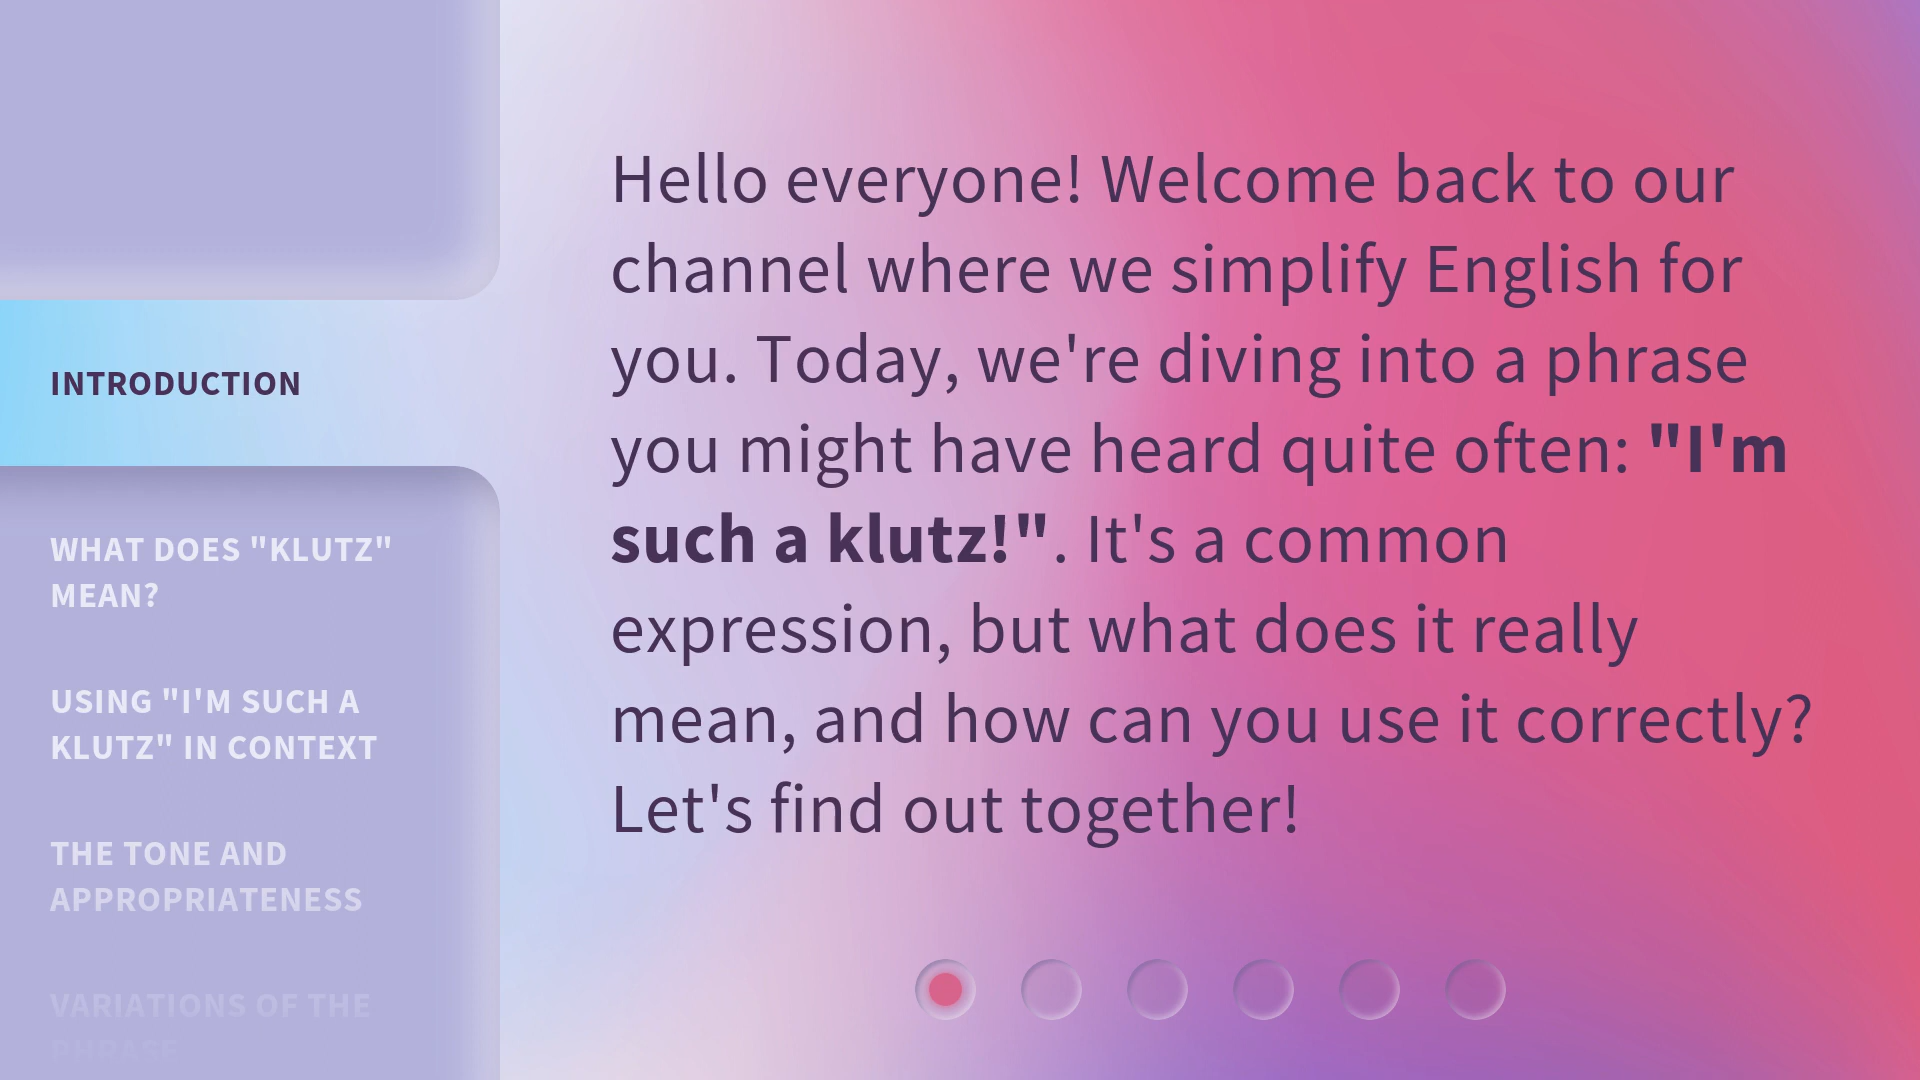 INTRODUCTION
WHAT DOES "KLUTZ"
MEAN?
USING "I'M SUCH A
KLUTZ" IN CONTEXT
THE TONE AND
APPROPRIATENESS
VARIATIONS OF THE
PHRASE
Hello everyone! Welcome back to our
channel where we simplify English for
you. Today, we're diving into a phrase
you might have heard quite often: "I'm
such a klutz!". It's a common
expression, but what does it really
mean, and how can you use it correctly?
Let's find out together!